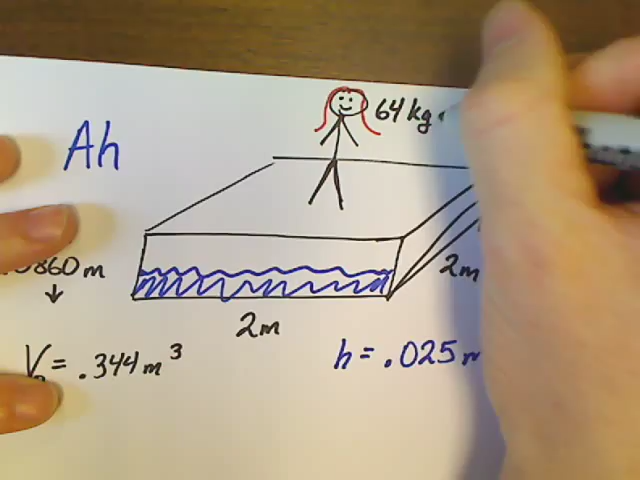 64 kg
Ah
0860 m
2m
2m
V = .344 m³
h = .025